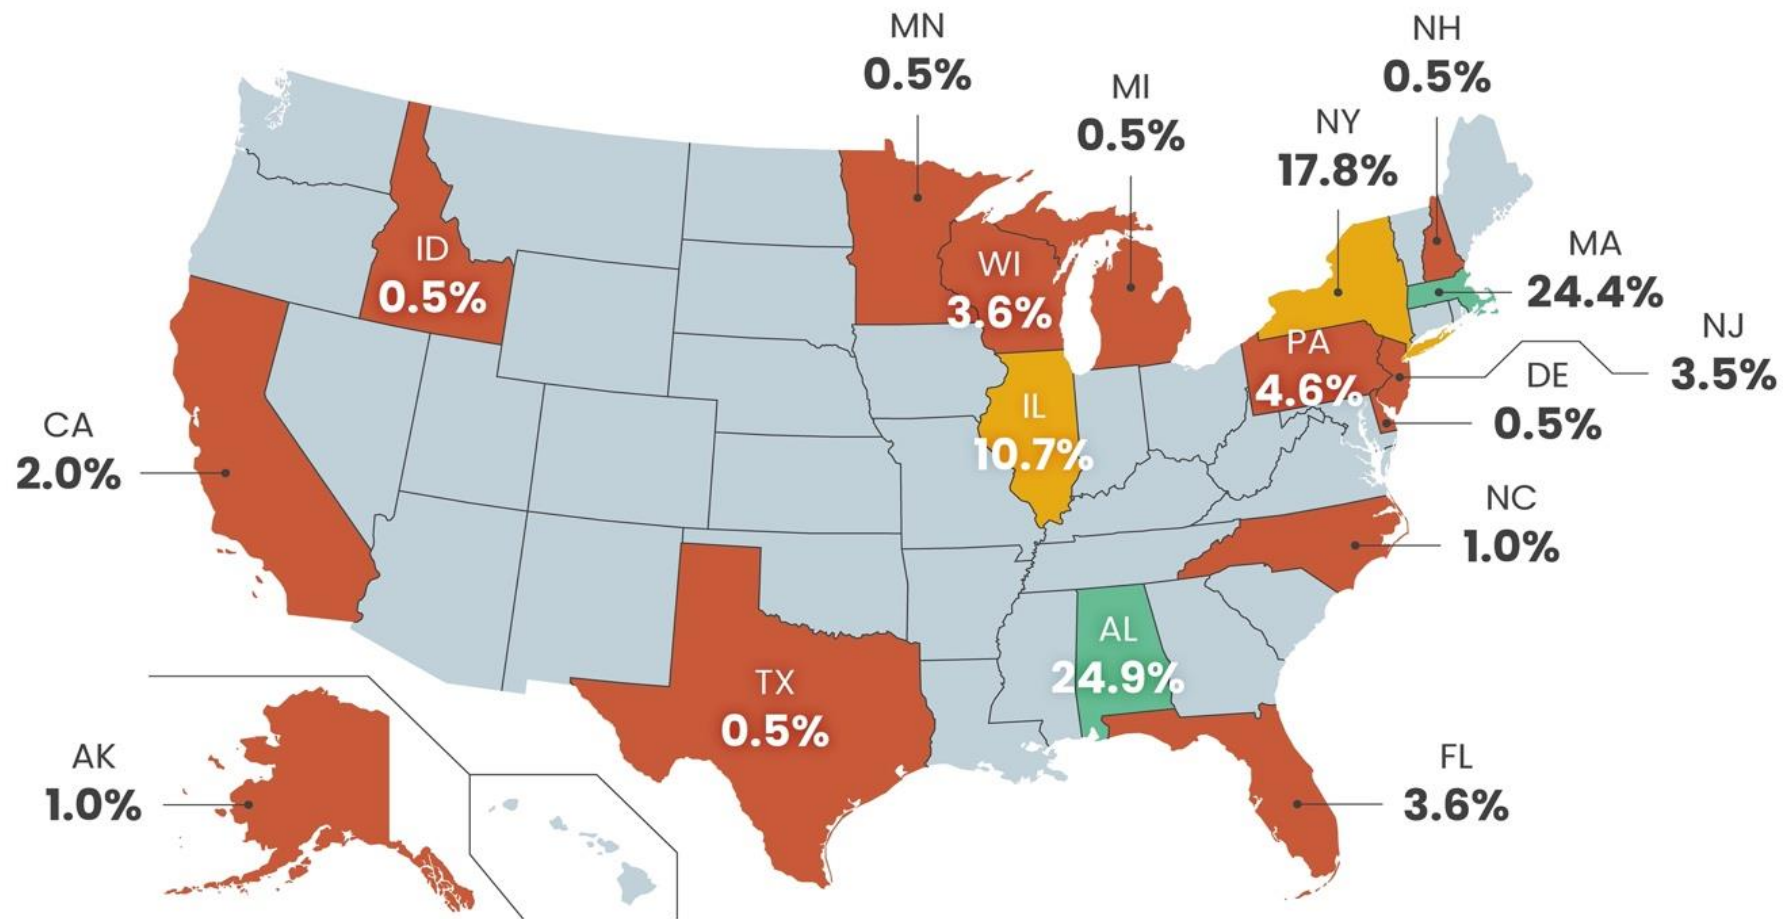 MN
0.5%
NH
0.5%
MI
0.5%
NY
17.8%
ID
0.5%
WI
3.6%
MA
24.4%
NJ
3.5%
PA
4.6%
DE
0.5%
IL
10.7%
CA
2.0%
NC
1.0%
AL
24.9%
TX
0.5%
AK
1.0%
FL
3.6%